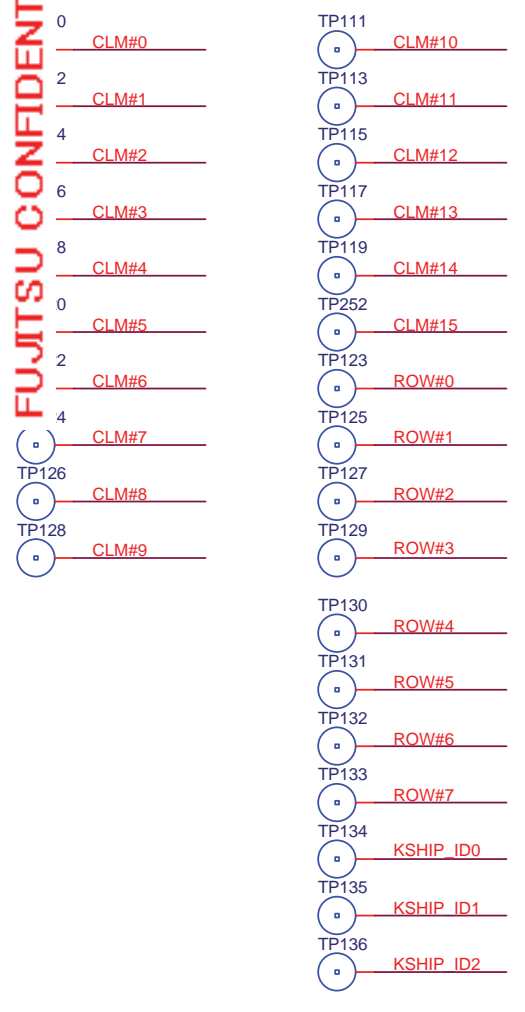 FUJITSU CONFIDENT
0
CLM#0
2
CLM#1
4
CLM#2
6
CLM#3
8
CLM#4
0
CLM#5
2
CLM#6
4
CLM#7
TP126
CLM#8
TP128
CLM#9
TP111
CLM#10
TP113
CLM#11
TP115
CLM#12
TP117
CLM#13
TP119
CLM#14
TP252
CLM#15
TP123
ROW#0
TP125
ROW#1
TP127
ROW#2
TP129
ROW#3
TP130
ROW#4
TP131
ROW#5
TP132
ROW#6
TP133
ROW#7
TP134
KSHIP_ID0
TP135
KSHIP_ID1
TP136
KSHIP_ID2